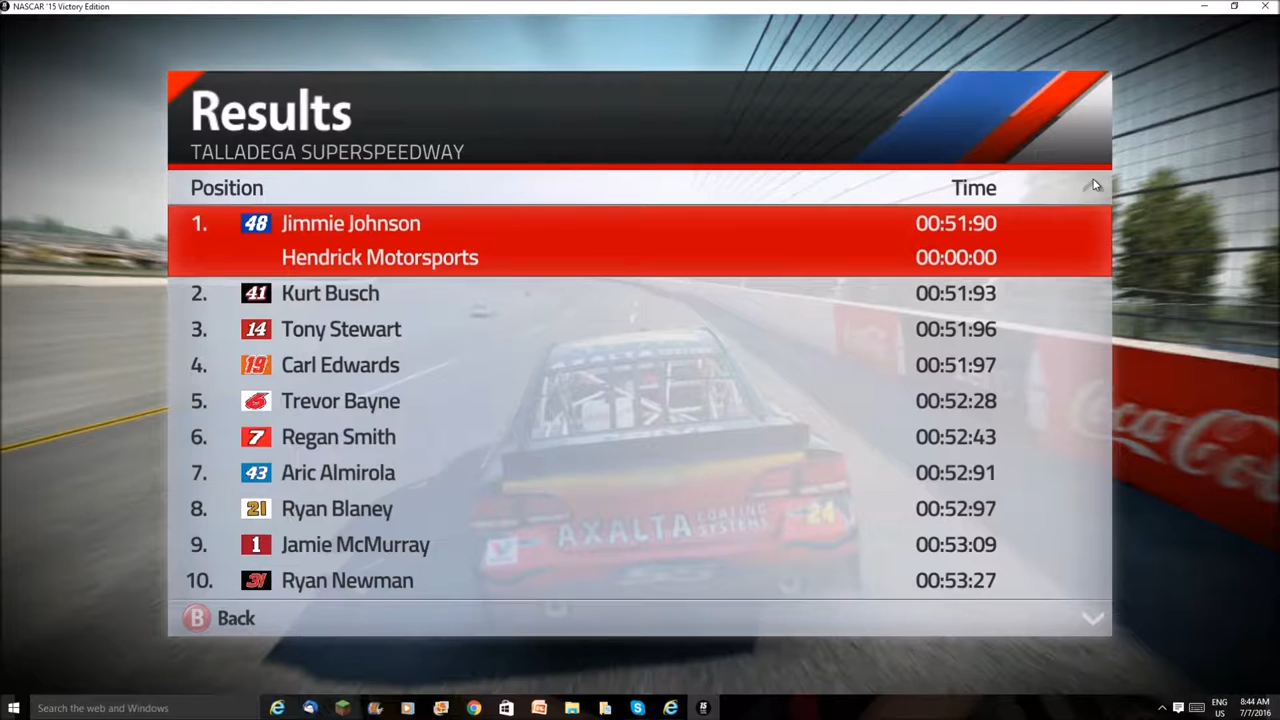 NASCAR '15 Victory Edition
Results
TALLADEGA SUPERSPEEDWAY
Position Time
1. 48 Jimmie Johnson 00:51:90
Hendrick Motorsports 00:00:00
2. 41 Kurt Busch 00:51:93
3. 14 Tony Stewart 00:51:96
4. 19 Carl Edwards 00:51:97
5. 6 Trevor Bayne 00:52:28
6. 7 Regan Smith 00:52:43
7. 43 Aric Almirola 00:52:91
8. 21 Ryan Blaney 00:52:97
9. 1 Jamie McMurray 00:53:09
10. 31 Ryan Newman 00:53:27
B Back
AXALTA COATING SYSTEMS
24
Coca-Cola
Search the web and Windows
ENG
US
8:44 AM
7/7/2016